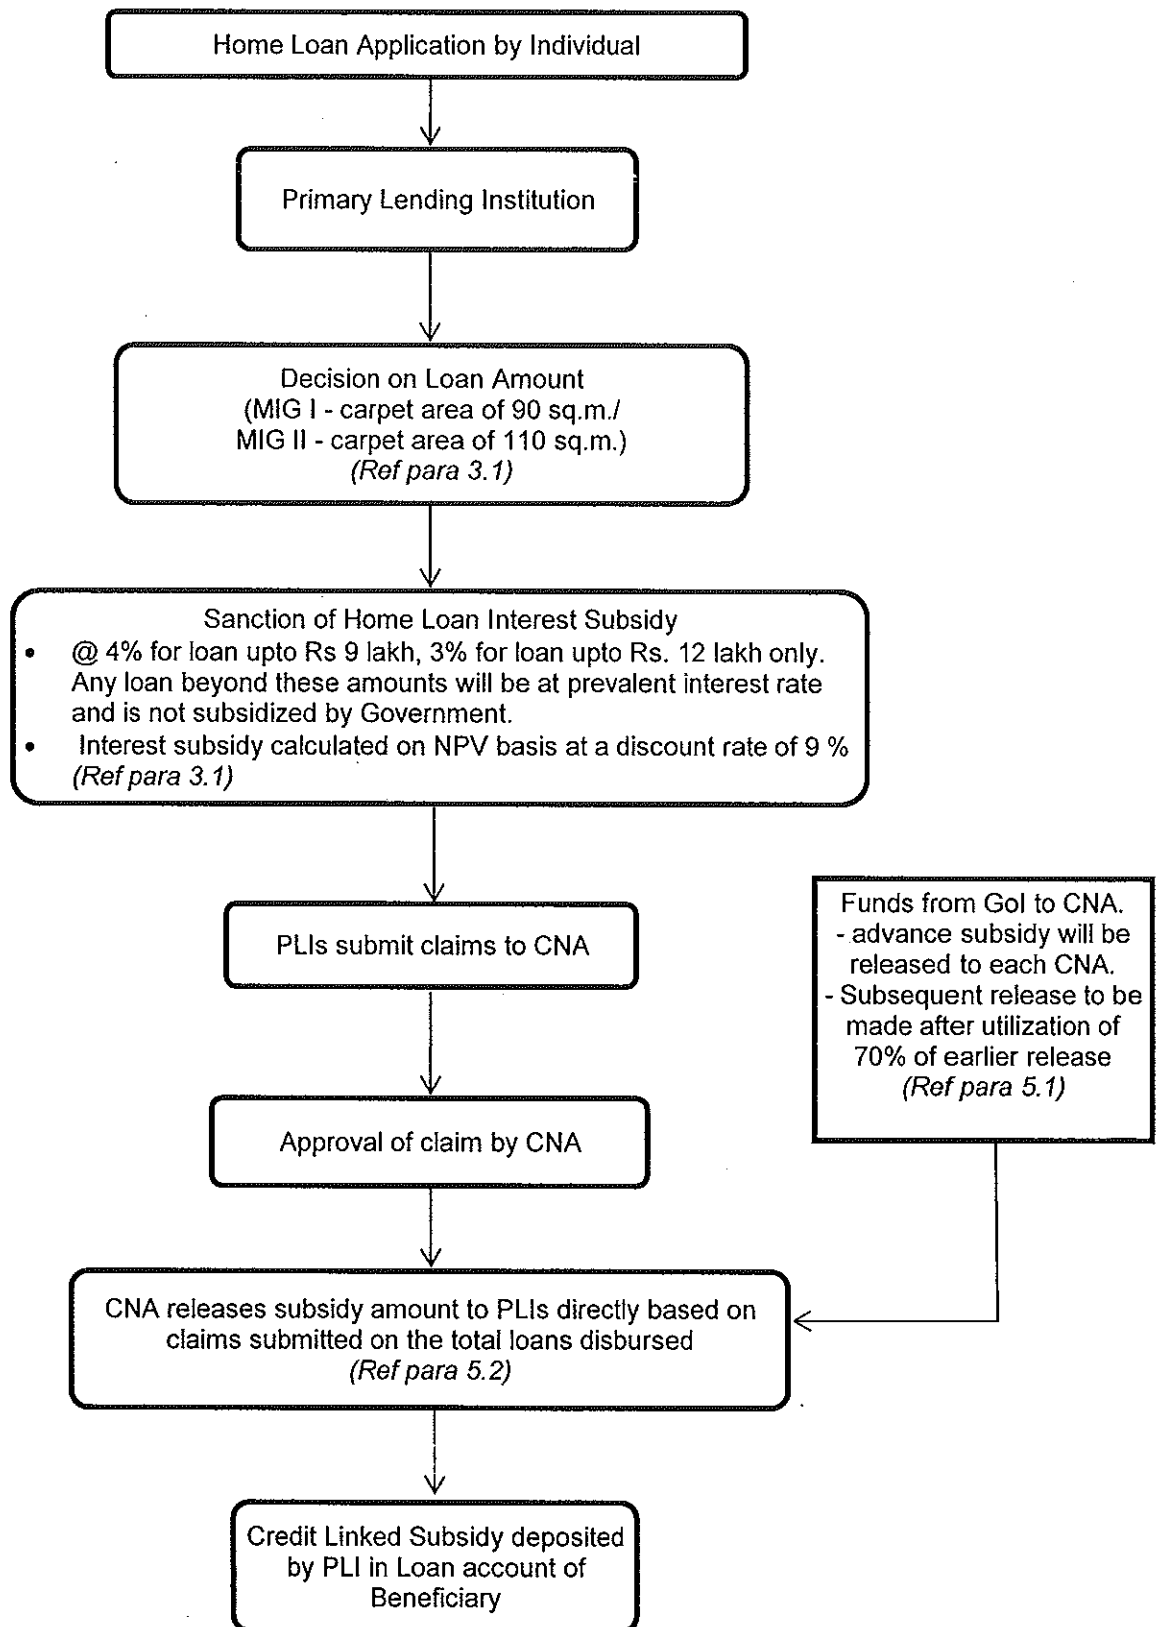 Home Loan Application by Individual
Primary Lending Institution
Decision on Loan Amount
(MIG I - carpet area of 90 sq.m./
MIG II - carpet area of 110 sq.m.)
(Ref para 3.1)
Sanction of Home Loan Interest Subsidy
• @ 4% for loan upto Rs 9 lakh, 3% for loan upto Rs. 12 lakh only.
Any loan beyond these amounts will be at prevalent interest rate
and is not subsidized by Government.
• Interest subsidy calculated on NPV basis at a discount rate of 9 %
(Ref para 3.1)
PLIs submit claims to CNA
Funds from GoI to CNA.
- advance subsidy will be
released to each CNA.
- Subsequent release to be
made after utilization of
70% of earlier release
(Ref para 5.1)
Approval of claim by CNA
CNA releases subsidy amount to PLIs directly based on
claims submitted on the total loans disbursed
(Ref para 5.2)
Credit Linked Subsidy deposited
by PLI in Loan account of
Beneficiary